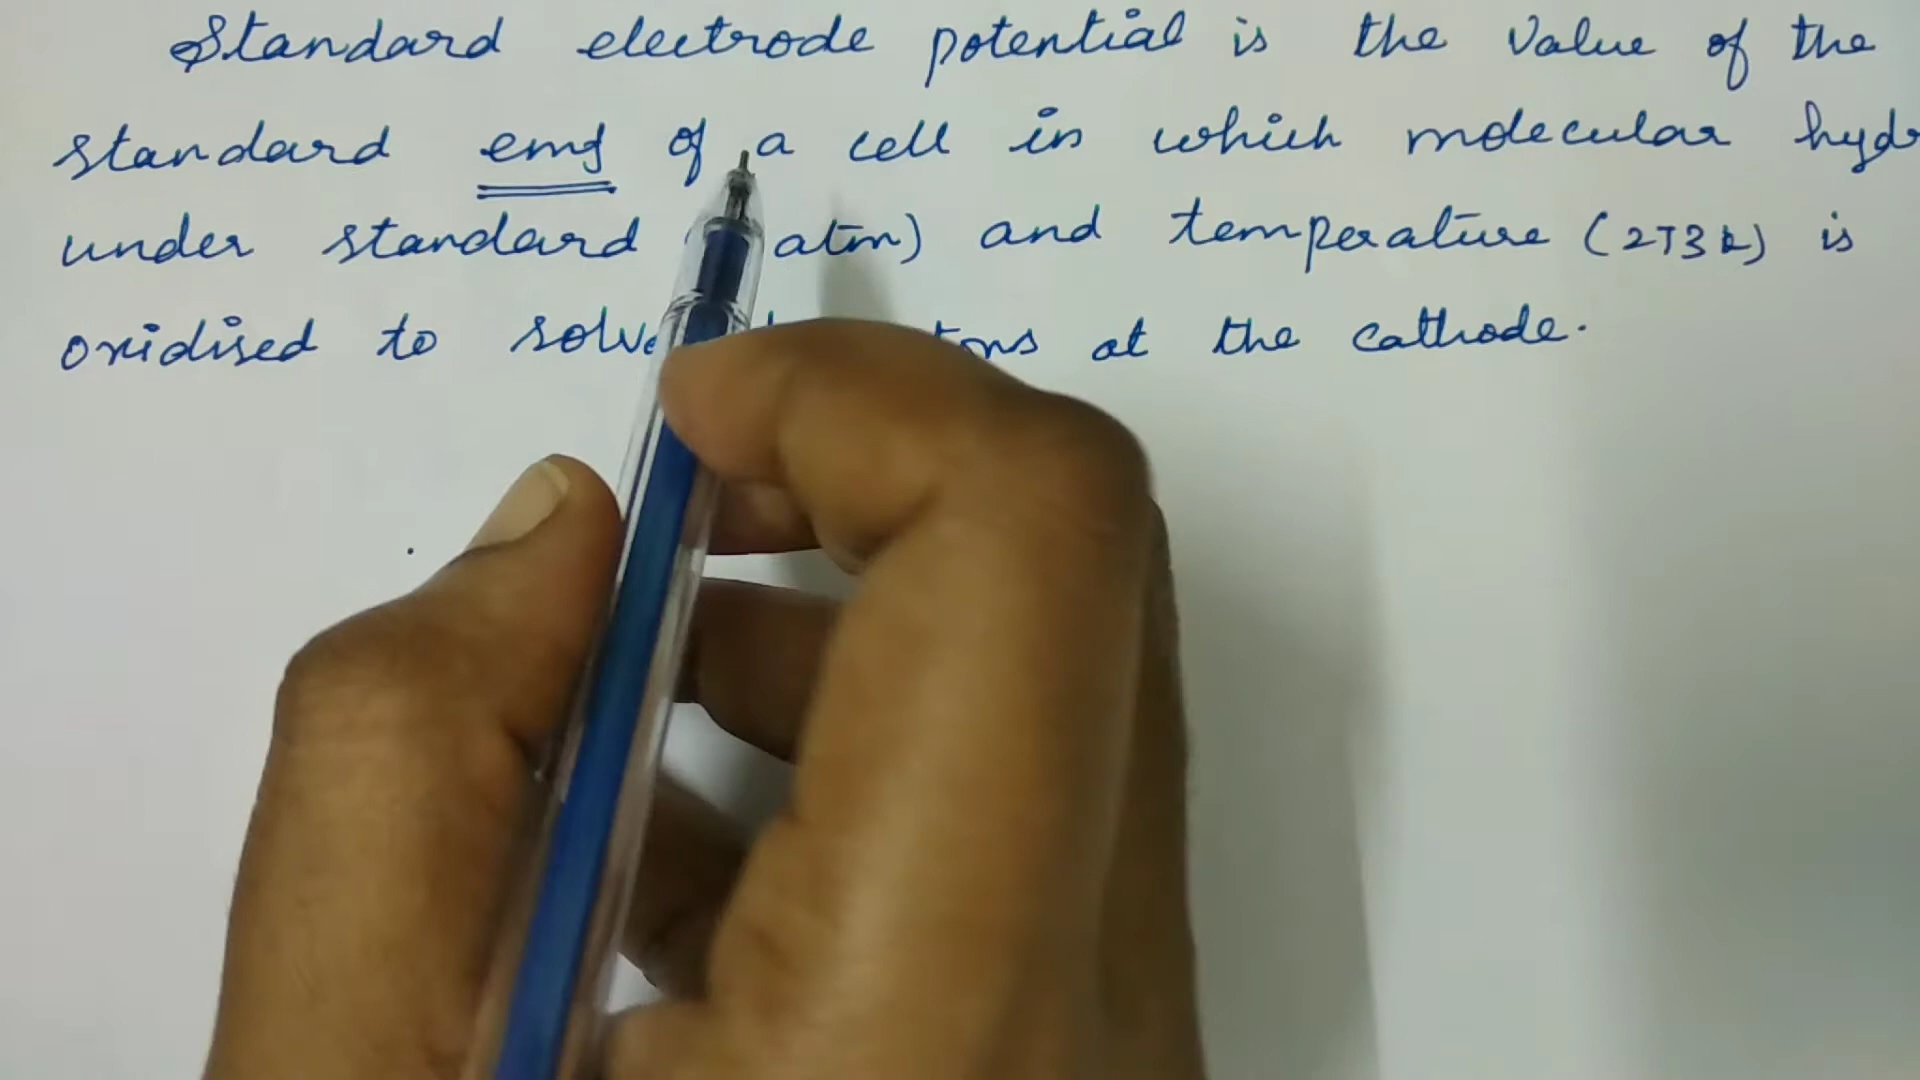 Standard electrode potential is the value of the
standard emf of a cell in which molecular hyd
under standard atm) and temperature (273k) is
oxidised to at the cathode.